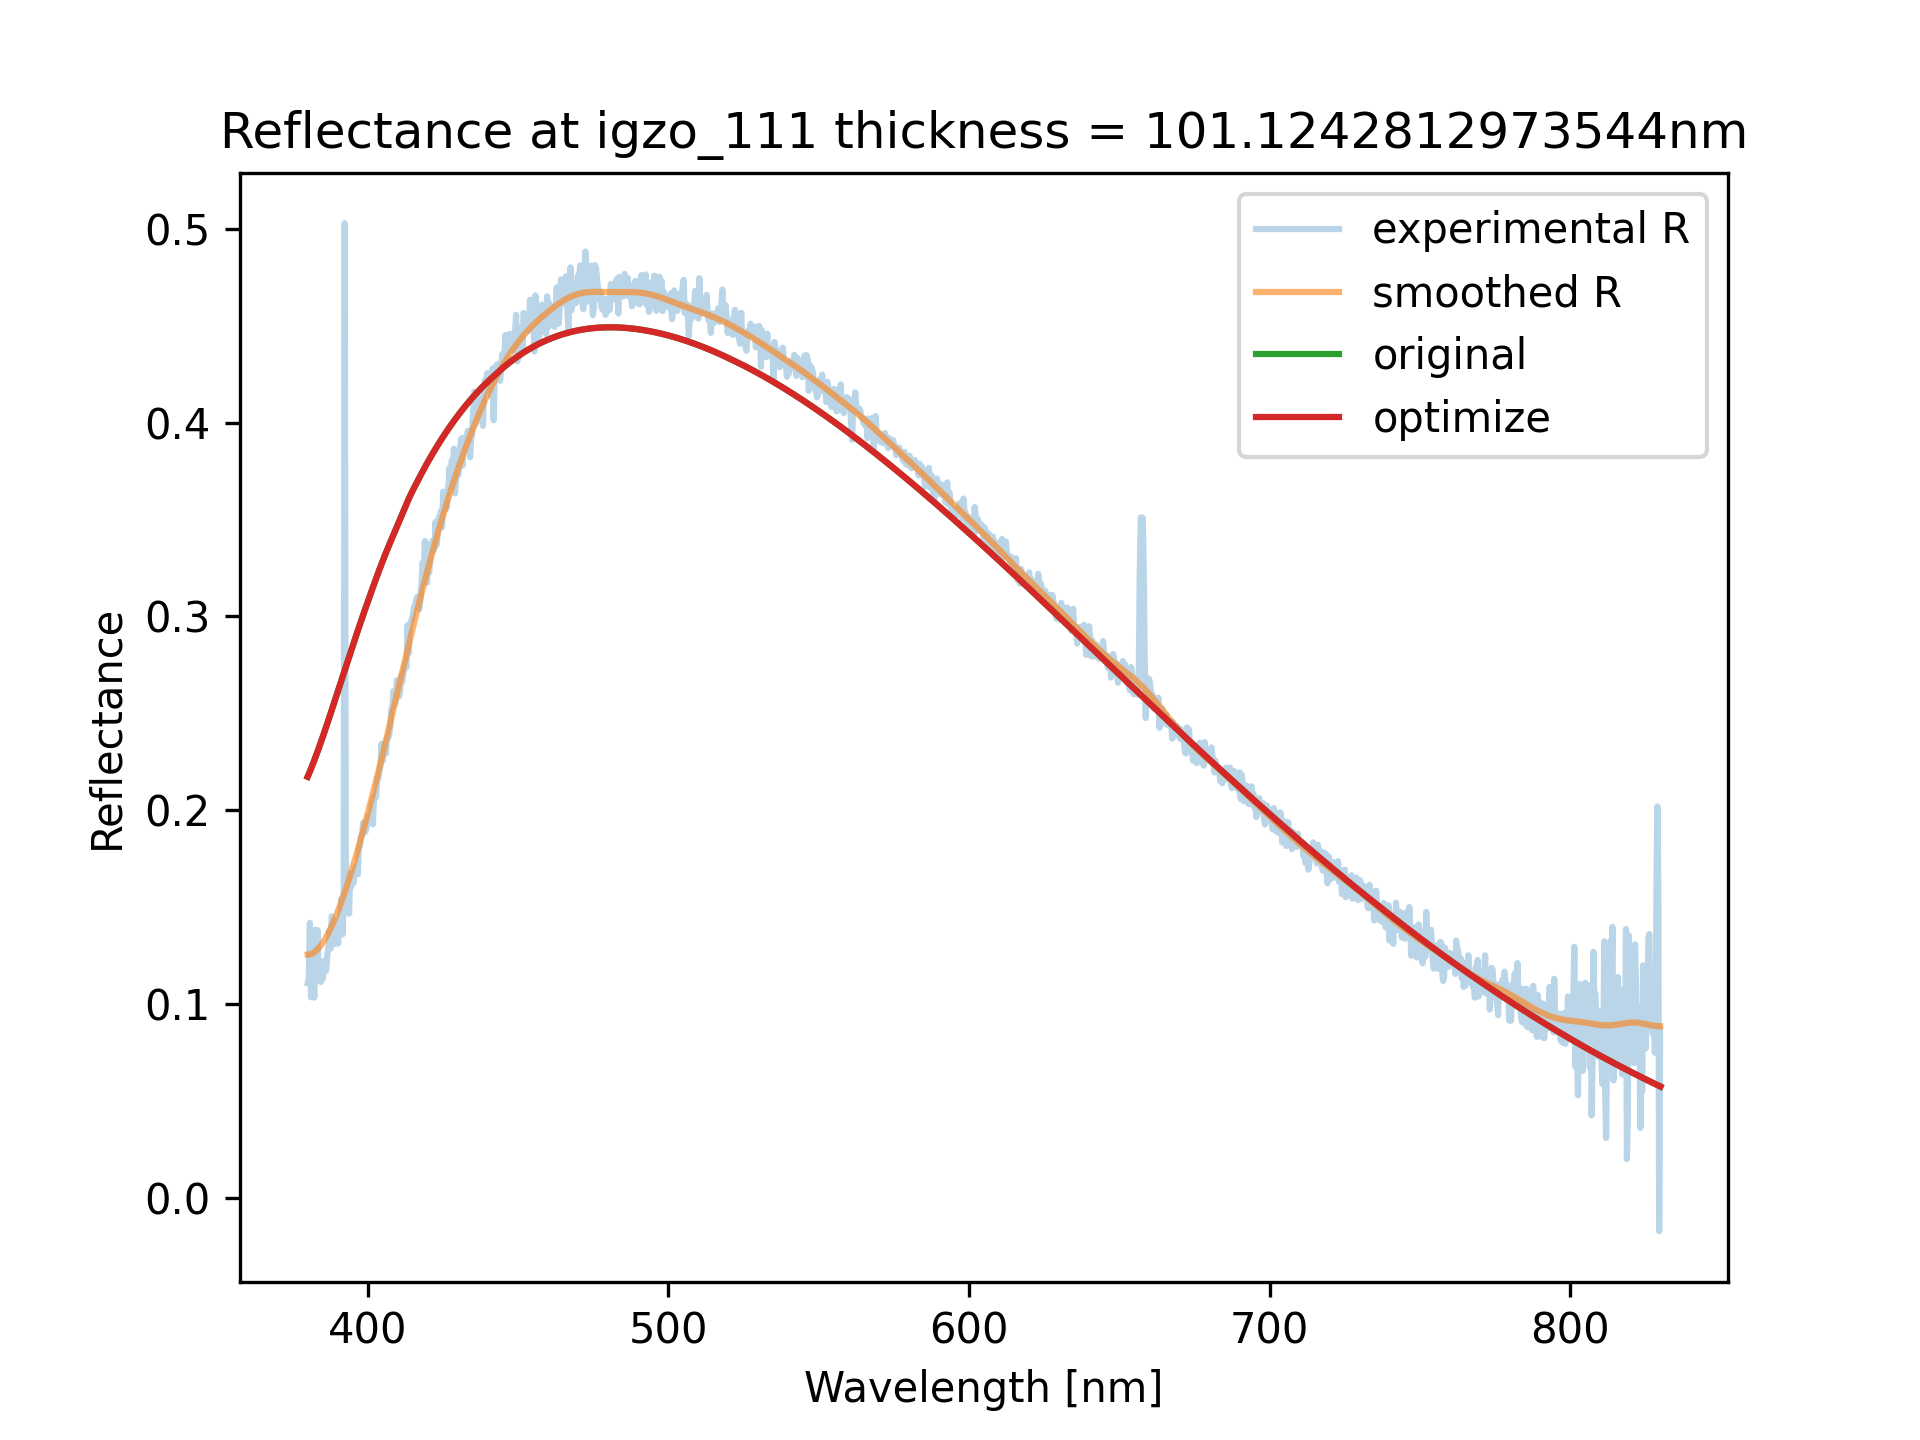 Reflectance at igzo_111 thickness = 101.1242812973544nm
experimental R
smoothed R
original
optimize
Reflectance
0.5
0.4
0.3
0.2
0.1
0.0
400
500
600
700
800
Wavelength [nm]